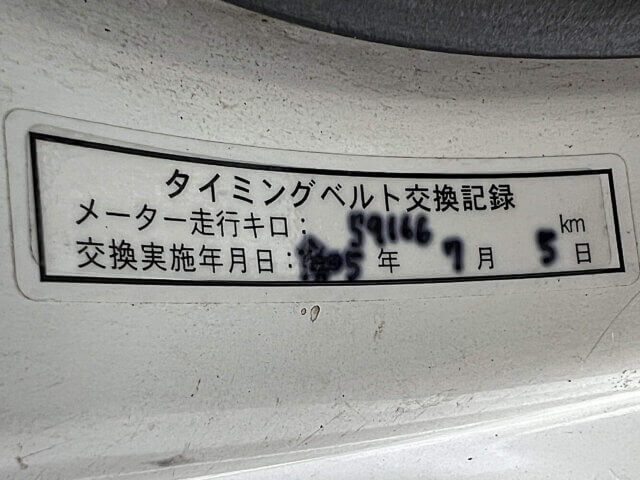 タイミングベルト交換記録
メーター走行キロ: 59166 km
交換実施年月日: 5年 7月 5日